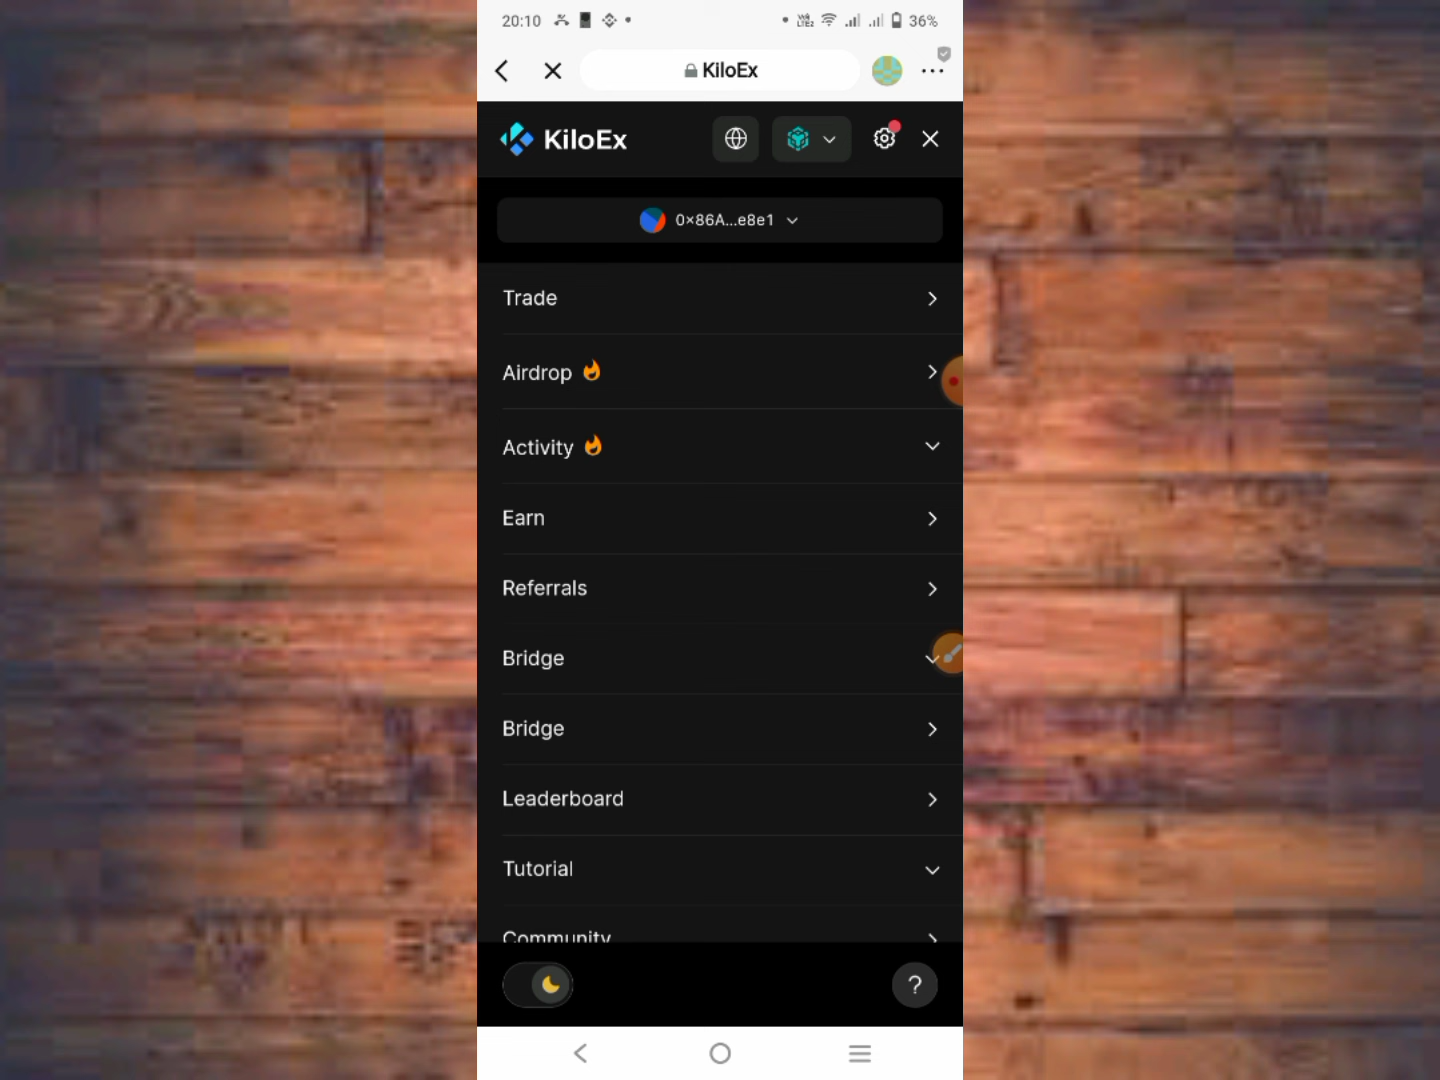 20:10 36%
KiloEx
KiloEx
0×86A...e8e1
Trade
Airdrop
Activity
Earn
Referrals
Bridge
Bridge
Leaderboard
Tutorial
Community
?